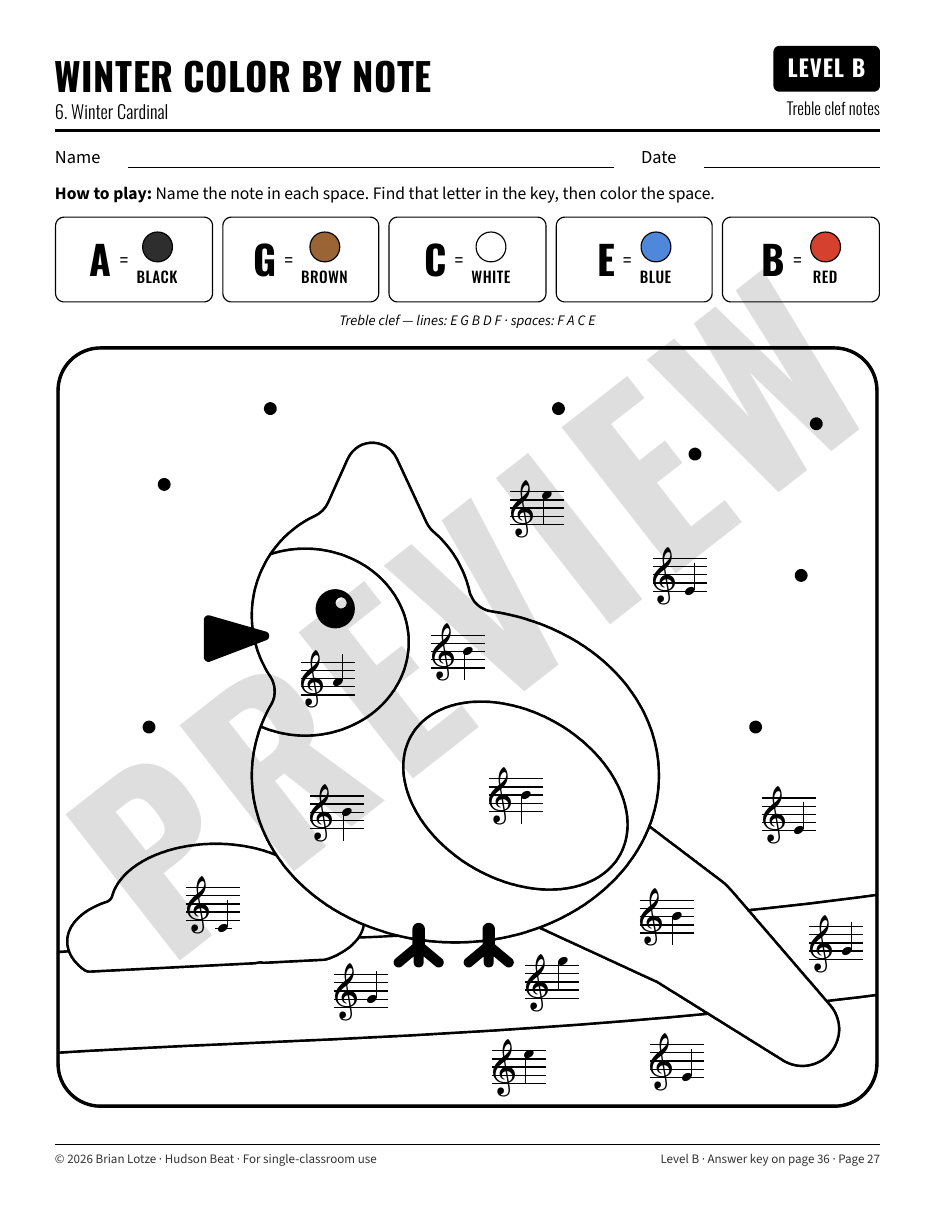 WINTER COLOR BY NOTE
LEVEL B
6. Winter Cardinal
Treble clef notes
Name
Date
How to play: Name the note in each space. Find that letter in the key, then color the space.
A = BLACK
G = BROWN
C = WHITE
E = BLUE
B = RED
Treble clef — lines: E G B D F · spaces: F A C E
PREVIEW
© 2026 Brian Lotze · Hudson Beat · For single-classroom use
Level B · Answer key on page 36 · Page 27